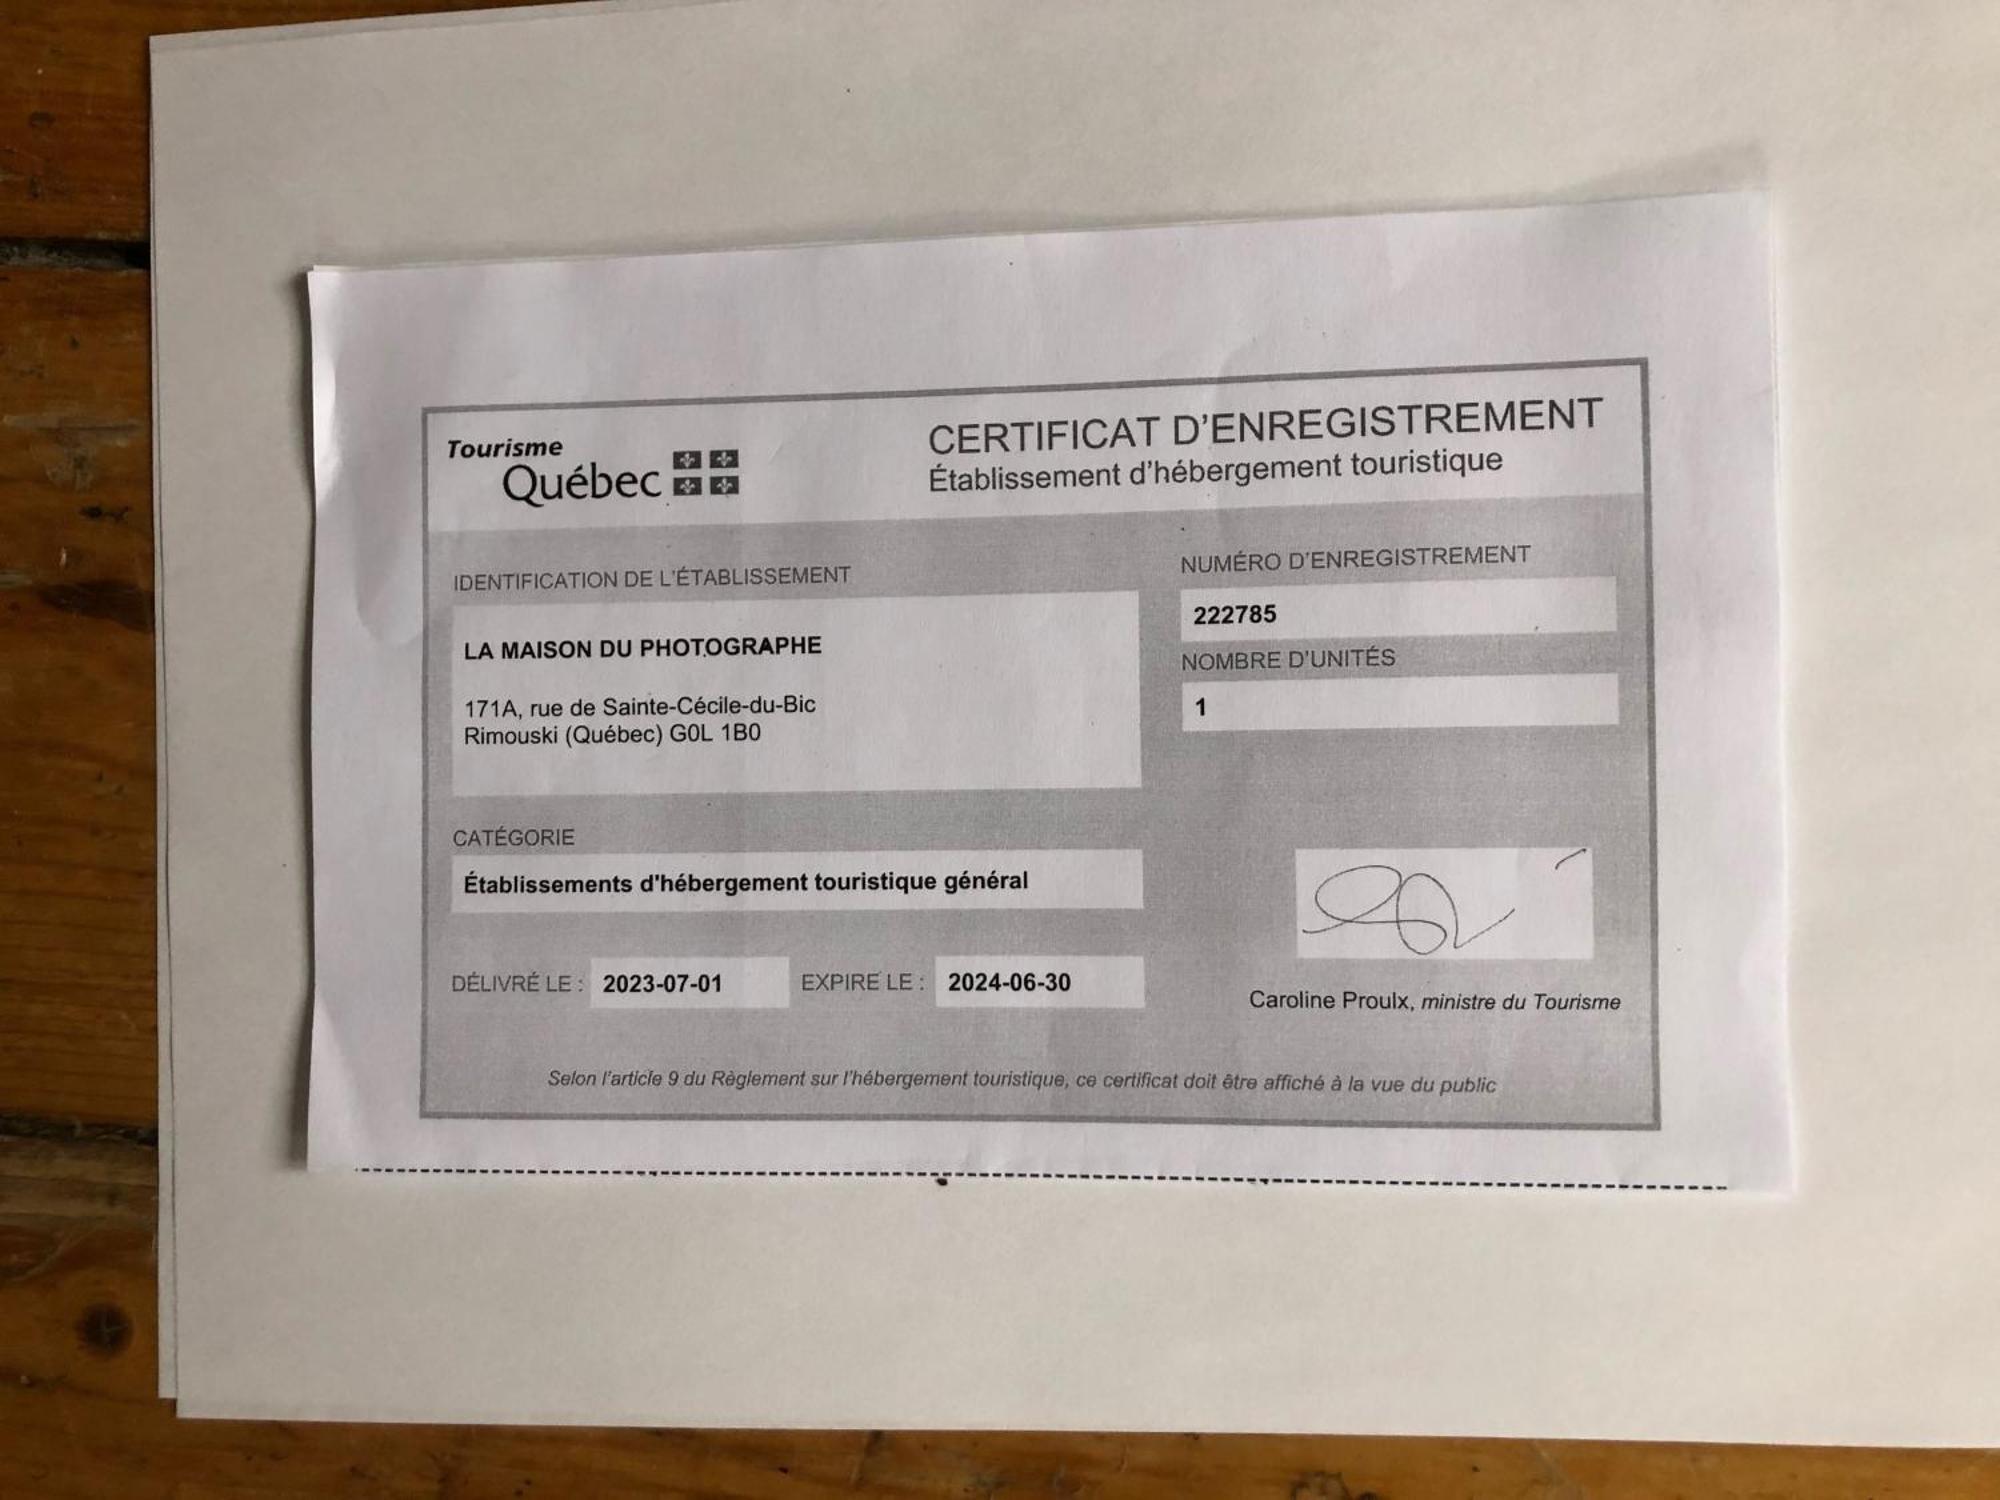 Tourisme
Québec
CERTIFICAT D'ENREGISTREMENT
Établissement d'hébergement touristique
IDENTIFICATION DE L'ÉTABLISSEMENT
LA MAISON DU PHOTOGRAPHE
171A, rue de Sainte-Cécile-du-Bic
Rimouski (Québec) G0L 1B0
NUMÉRO D'ENREGISTREMENT
222785
NOMBRE D'UNITÉS
1
CATÉGORIE
Établissements d'hébergement touristique général
DÉLIVRÉ LE : 2023-07-01 EXPIRE LE : 2024-06-30
Caroline Proulx, ministre du Tourisme
Selon l'article 9 du Règlement sur l'hébergement touristique, ce certificat doit être affiché à la vue du public